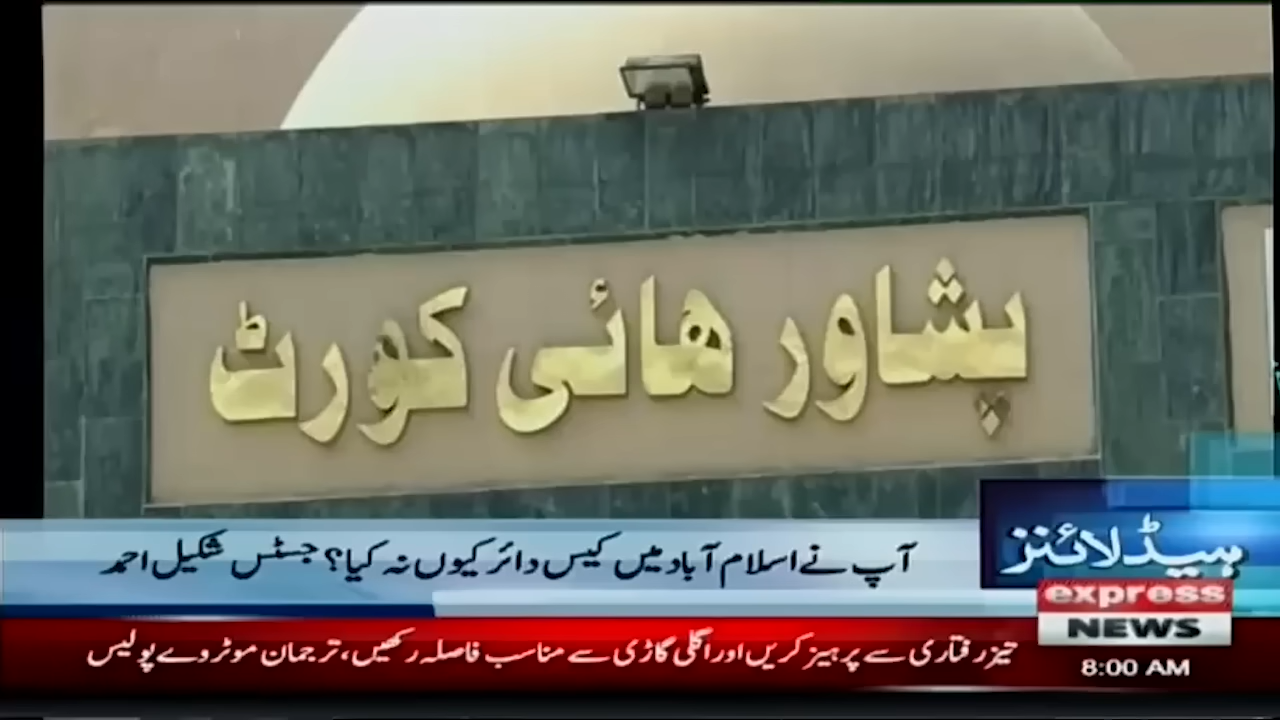 پشاور هائی کورٹ
ہیڈلائنز
آپ نے اسلام آباد میں کیس دائر کیوں نہ کیا؟ جسٹس شکیل احمد
express
NEWS
تیز رفتاری سے پرہیز کریں اور اگلی گاڑی سے مناسب فاصلہ رکھیں، ترجمان موٹروے پولیس
8:00 AM